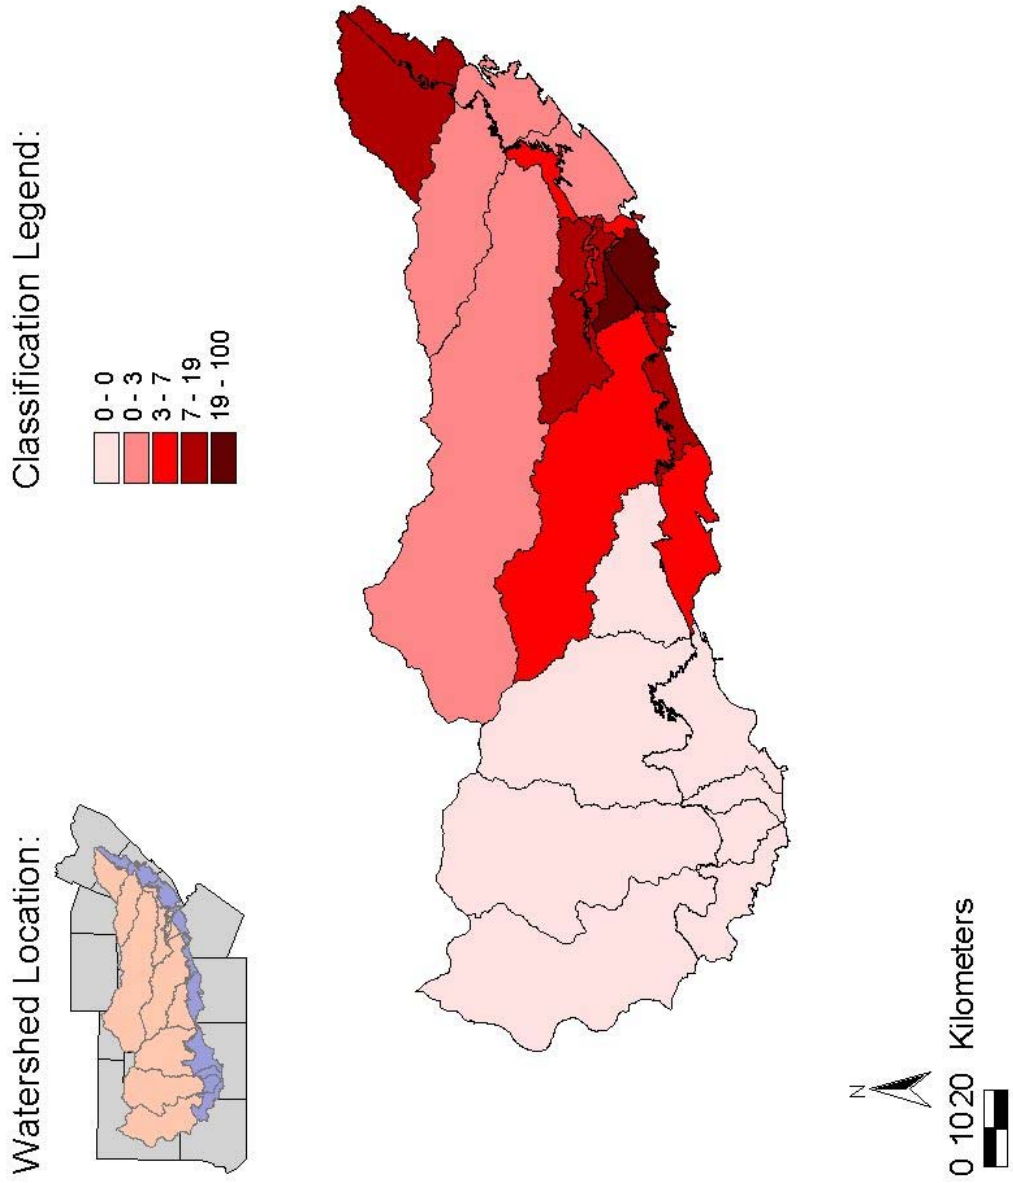 Watershed Location:
Classification Legend:
0 - 0
0 - 3
3 - 7
7 - 19
19 - 100
N
0 10 20 Kilometers